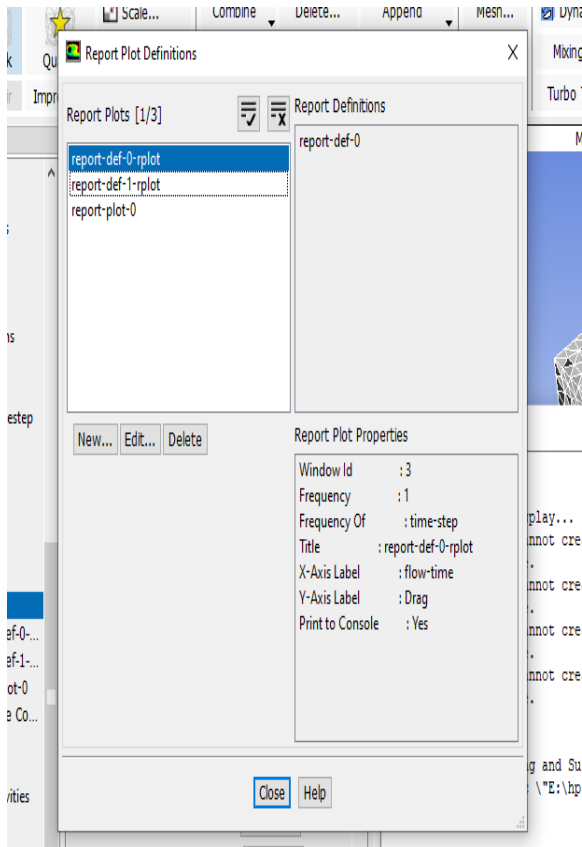 Scale...
Combine
Delete...
Append
Mesh...
Report Plot Definitions
X
Mixing
Turbo
Report Plots [1/3]
Report Definitions
report-def-0-rplot
report-def-1-rplot
report-plot-0
report-def-0
New...
Edit...
Delete
Report Plot Properties
Window Id : 3
Frequency : 1
Frequency Of : time-step
Title : report-def-0-rplot
X-Axis Label : flow-time
Y-Axis Label : Drag
Print to Console : Yes
Close
Help
estep
ef-0-...
ef-1-...
ot-0
e Co...
vities
play...
nnot cre
nnot cre
nnot cre
nnot cre
g and Su
\"E:\hp